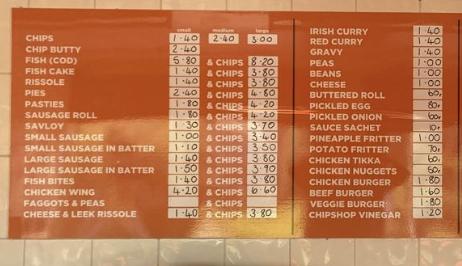 small medium large
CHIPS 1·40 2·40 3·00
CHIP BUTTY 2·40
FISH (COD) 5·80 & CHIPS 8·20
FISH CAKE 1·40 & CHIPS 3·80
RISSOLE 1·40 & CHIPS 3·80
PIES 2·40 & CHIPS 4·80
PASTIES 1·80 & CHIPS 4·20
SAUSAGE ROLL 1·80 & CHIPS 4·20
SAVLOY 1·30 & CHIPS 3·70
SMALL SAUSAGE 1·00 & CHIPS 3·40
SMALL SAUSAGE IN BATTER 1·10 & CHIPS 3·50
LARGE SAUSAGE 1·40 & CHIPS 3·80
LARGE SAUSAGE IN BATTER 1·50 & CHIPS 3·90
FISH BITES 1·40 & CHIPS 3·80
CHICKEN WING 4·20 & CHIPS 6·60
FAGGOTS & PEAS & CHIPS
CHEESE & LEEK RISSOLE 1·40 & CHIPS 3·80
IRISH CURRY 1·40
RED CURRY 1·40
GRAVY 1·40
PEAS 1·00
BEANS 1·00
CHEESE 1·00
BUTTERED ROLL 60p
PICKLED EGG 80p
PICKLED ONION 60p
SAUCE SACHET 10p
PINEAPPLE FRITTER 1·00
POTATO FRITTER 70p
CHICKEN TIKKA 60p
CHICKEN NUGGETS 60p
CHICKEN BURGER 1·80
BEEF BURGER 1·60
VEGGIE BURGER 1·80
CHIPSHOP VINEGAR 1·20